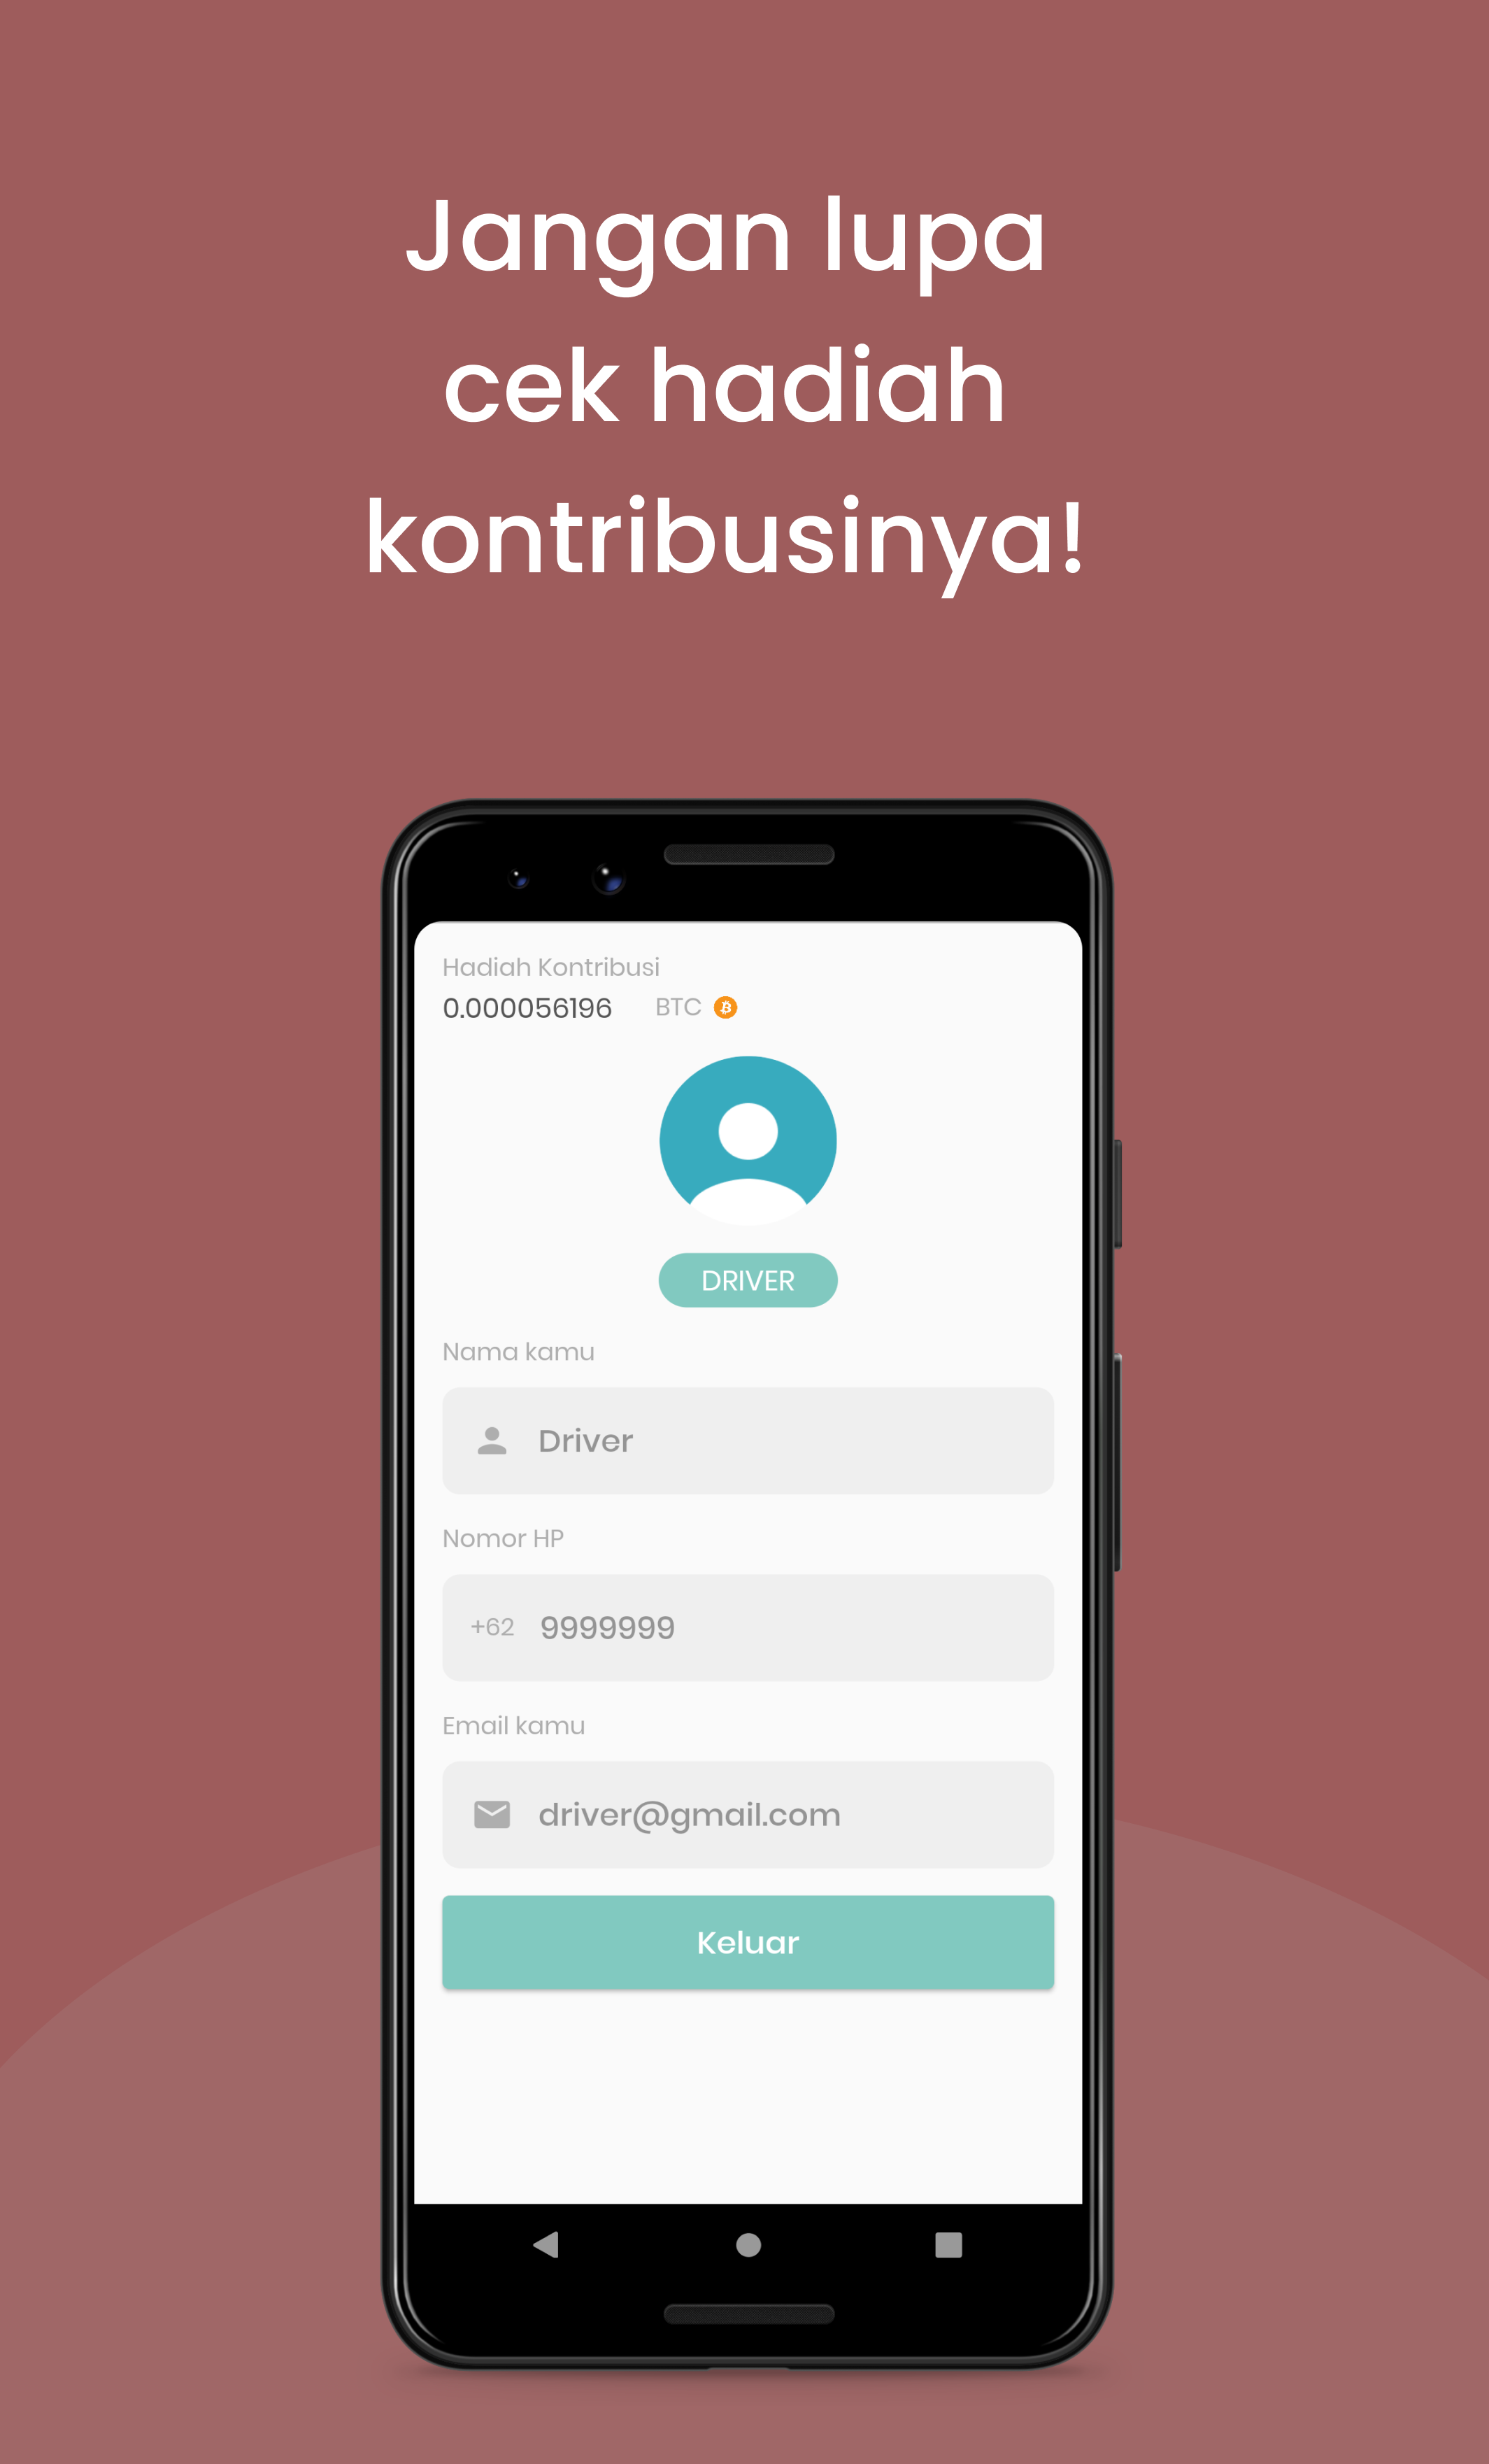 Jangan lupa
cek hadiah
kontribusinya!
Hadiah Kontribusi
0.000056196 BTC
DRIVER
Nama kamu
Driver
Nomor HP
+62 9999999
Email kamu
driver@gmail.com
Keluar